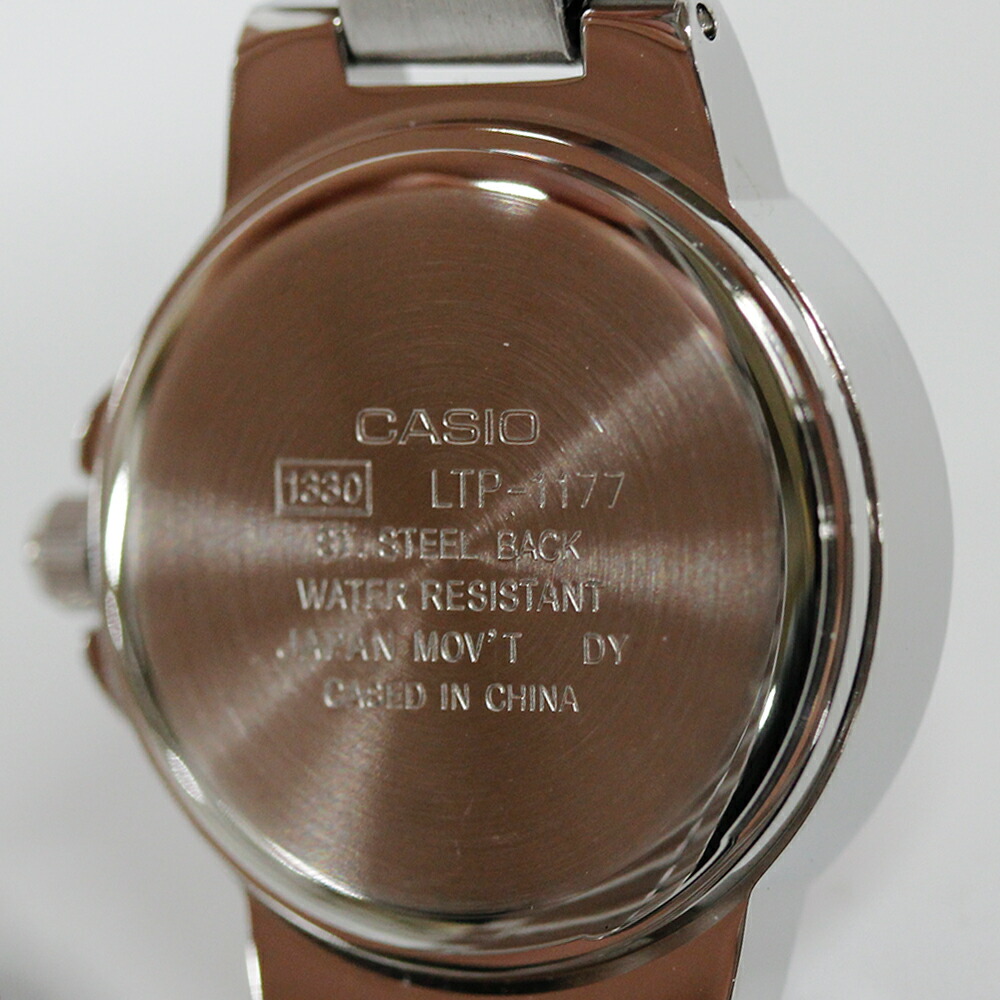 CASIO
1330 LTP-1177
ST. STEEL BACK
WATER RESISTANT
JAPAN MOV'T DY
CASED IN CHINA